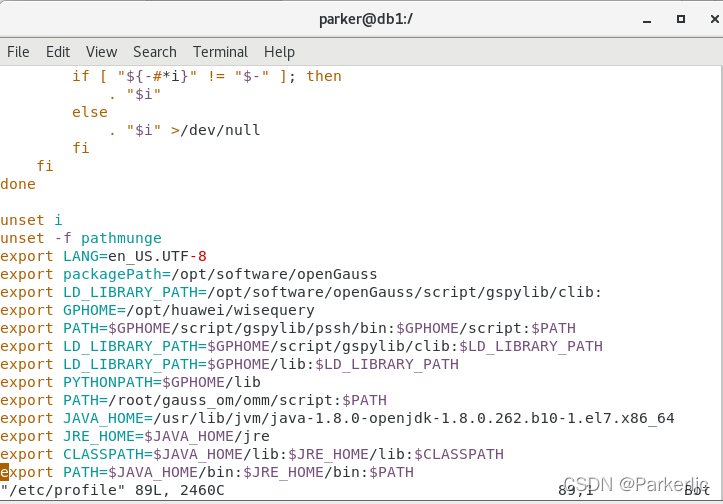 parker@db1:/
File Edit View Search Terminal Help
        if [ "${-#*i}" != "$-" ]; then
            . "$i"
        else
            . "$i" >/dev/null
        fi
    fi
done
unset i
unset -f pathmunge
export LANG=en_US.UTF-8
export packagePath=/opt/software/openGauss
export LD_LIBRARY_PATH=/opt/software/openGauss/script/gspylib/clib:
export GPHOME=/opt/huawei/wisequery
export PATH=$GPHOME/script/gspylib/pssh/bin:$GPHOME/script:$PATH
export LD_LIBRARY_PATH=$GPHOME/script/gspylib/clib:$LD_LIBRARY_PATH
export LD_LIBRARY_PATH=$GPHOME/lib:$LD_LIBRARY_PATH
export PYTHONPATH=$GPHOME/lib
export PATH=/root/gauss_om/omm/script:$PATH
export JAVA_HOME=/usr/lib/jvm/java-1.8.0-openjdk-1.8.0.262.b10-1.el7.x86_64
export JRE_HOME=$JAVA_HOME/jre
export CLASSPATH=$JAVA_HOME/lib:$JRE_HOME/lib:$CLASSPATH
export PATH=$JAVA_HOME/bin:$JRE_HOME/bin:$PATH
"/etc/profile" 89L, 2460C 89,1 Bot
CSDN @Parkerjjc